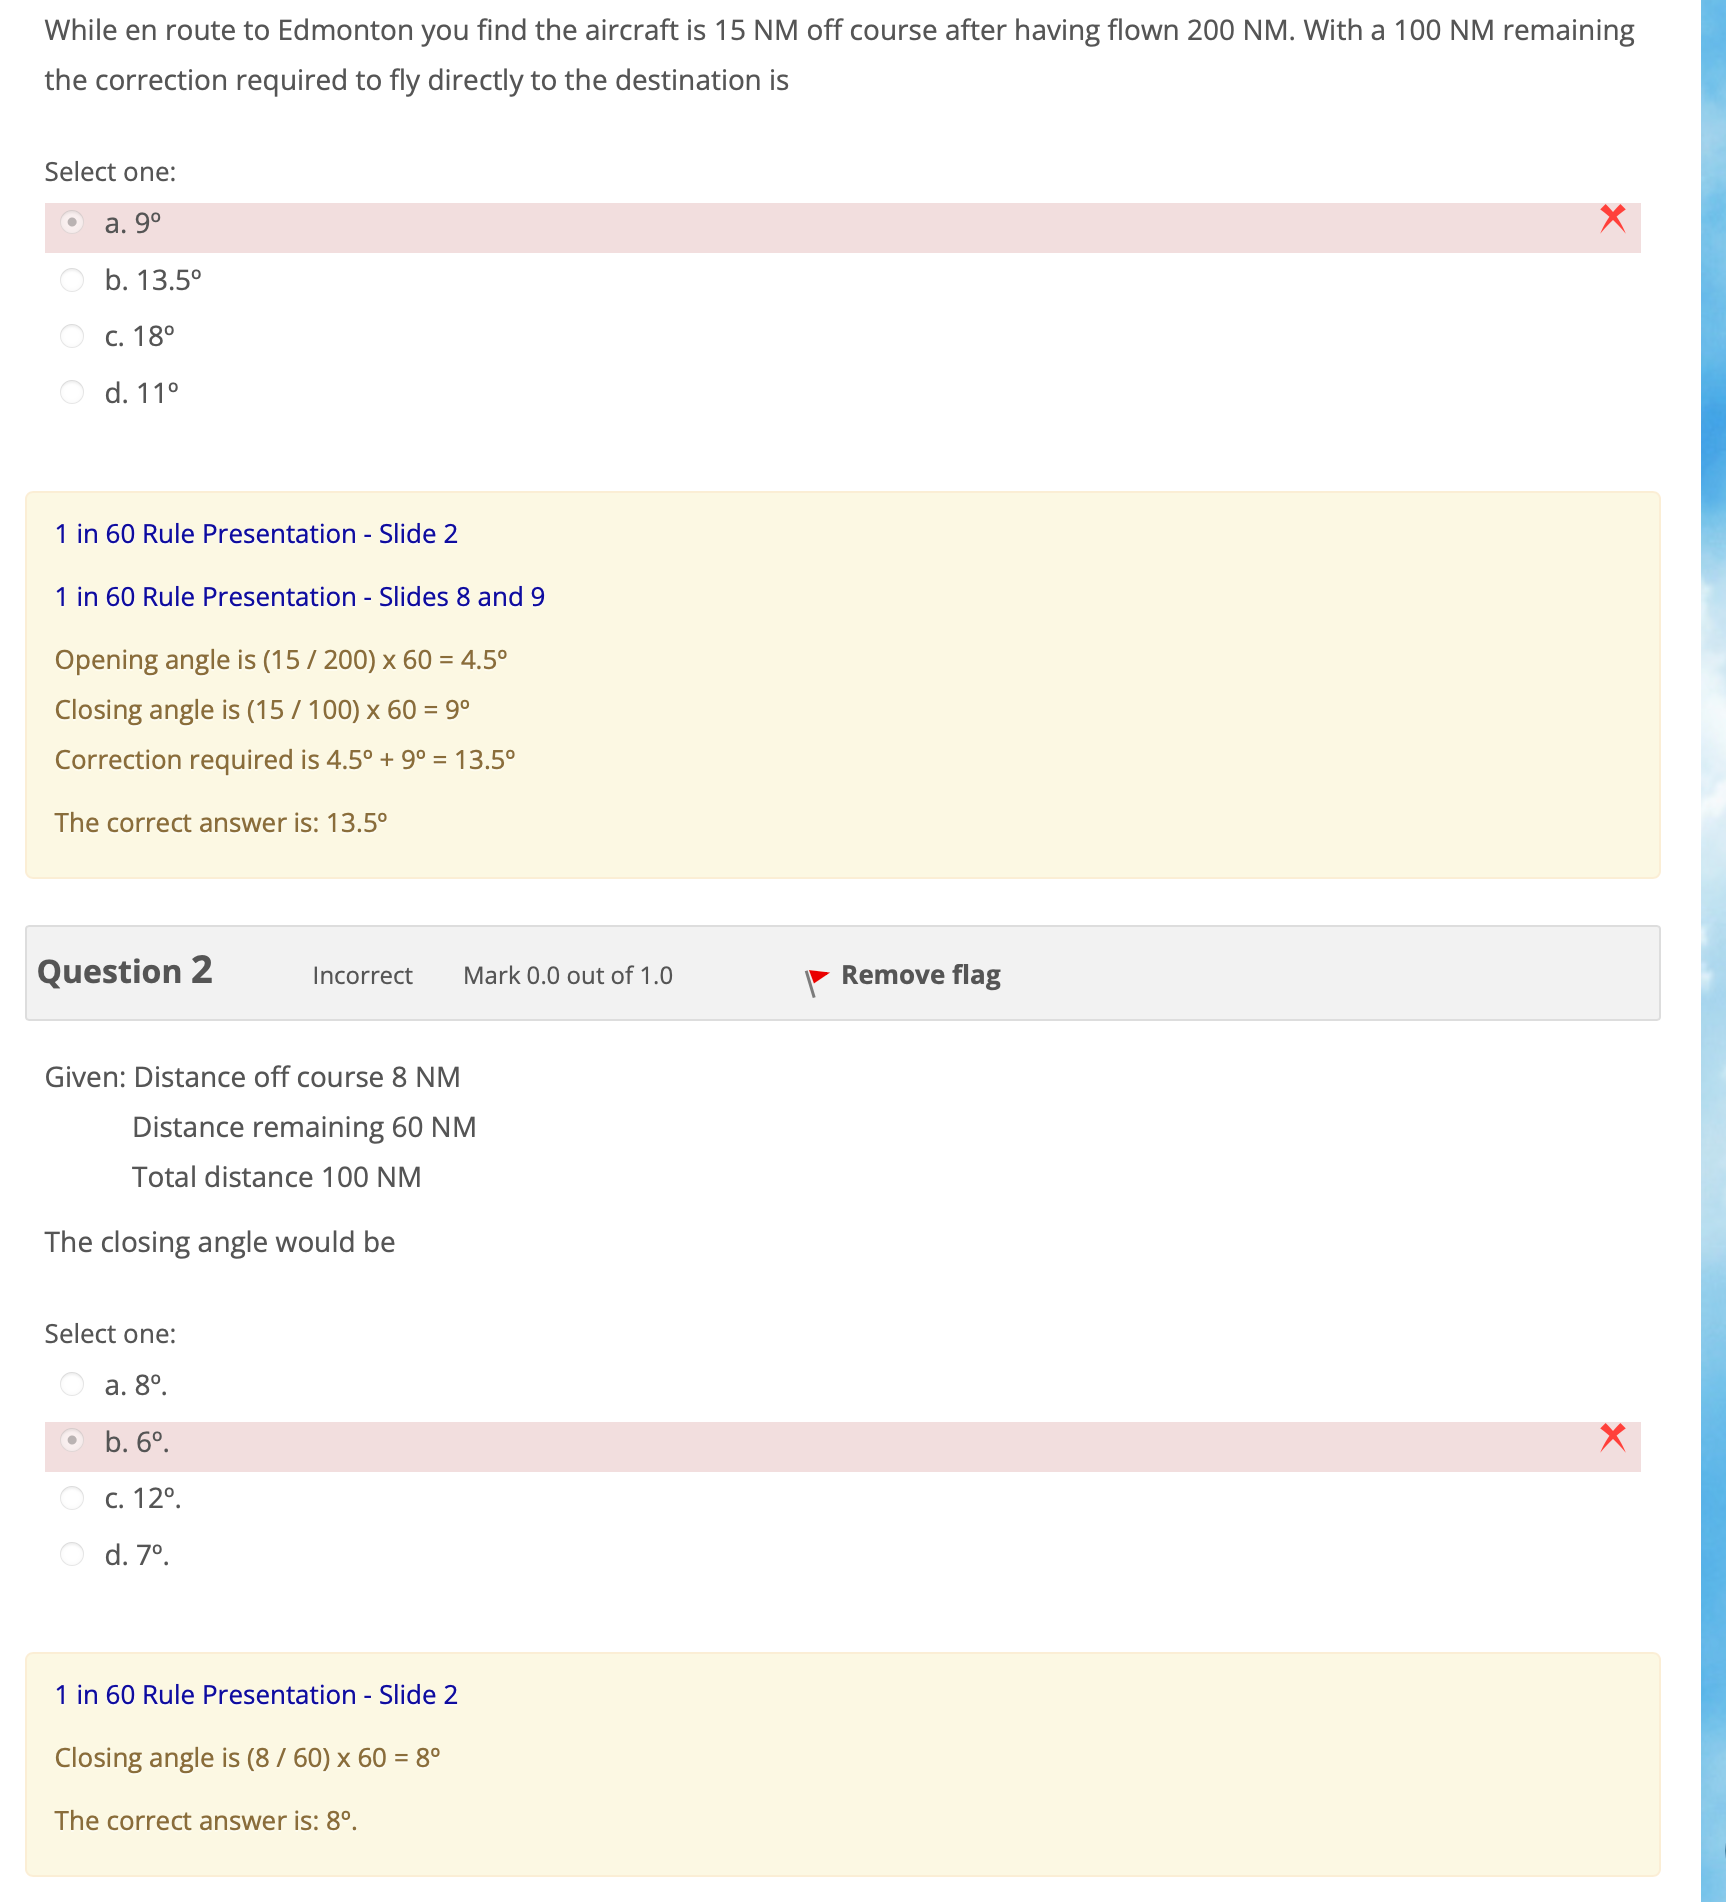 While en route to Edmonton you find the aircraft is 15 NM off course after having flown 200 NM. With a 100 NM remaining
the correction required to fly directly to the destination is
Select one:
a. 9º
b. 13.5º
c. 18º
d. 11º
1 in 60 Rule Presentation - Slide 2
1 in 60 Rule Presentation - Slides 8 and 9
Opening angle is (15 / 200) x 60 = 4.5º
Closing angle is (15 / 100) x 60 = 9º
Correction required is 4.5º + 9º = 13.5º
The correct answer is: 13.5º
Question 2 Incorrect Mark 0.0 out of 1.0 Remove flag
Given: Distance off course 8 NM
Distance remaining 60 NM
Total distance 100 NM
The closing angle would be
Select one:
a. 8º.
b. 6º.
c. 12º.
d. 7º.
1 in 60 Rule Presentation - Slide 2
Closing angle is (8 / 60) x 60 = 8º
The correct answer is: 8º.